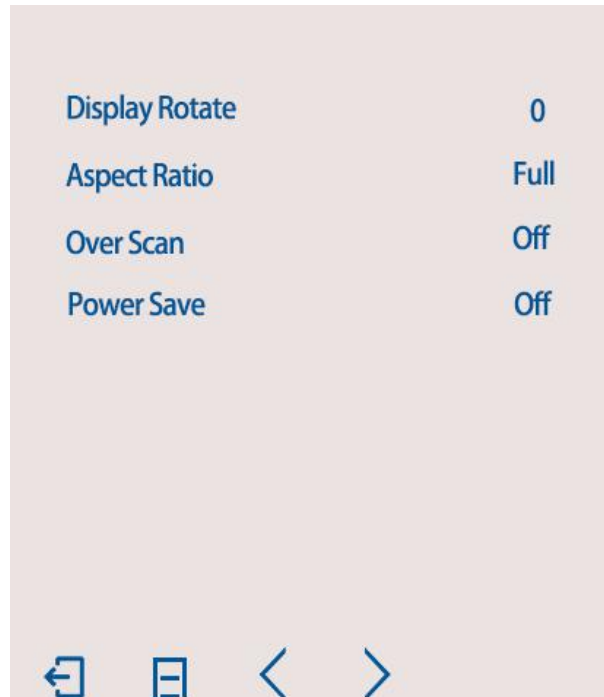 Display Rotate 0
Aspect Ratio Full
Over Scan Off
Power Save Off